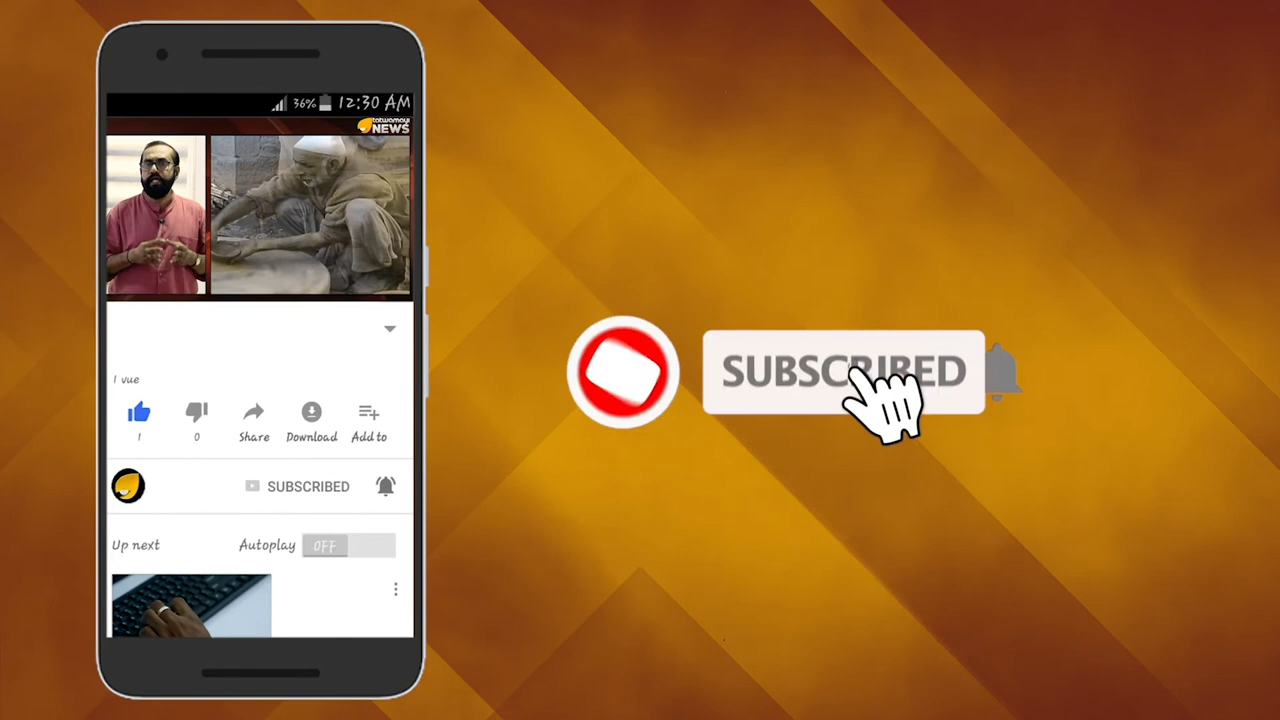 36% 12:30 AM
tatwamayi
NEWS
1 vue
1
0
Share
Download
Add to
SUBSCRIBED
Up next
Autoplay
OFF
SUBSCRIBED